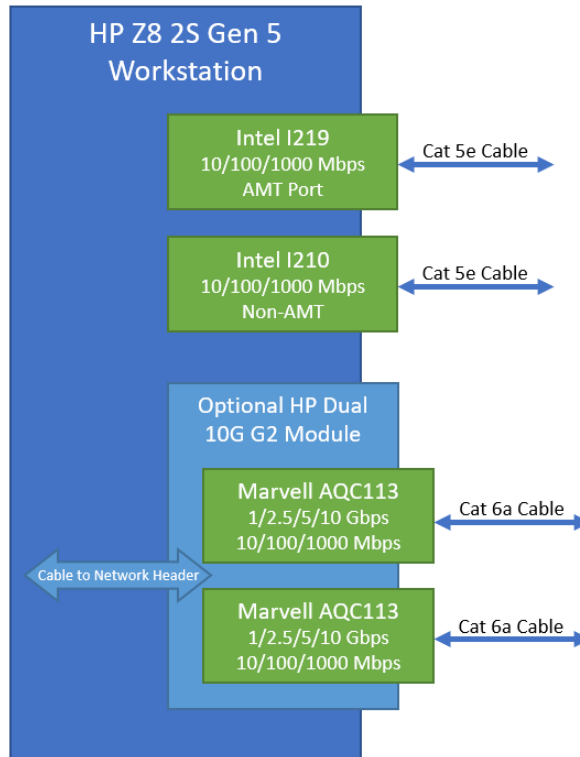 HP Z8 2S Gen 5
Workstation
Intel I219
10/100/1000 Mbps
AMT Port
Cat 5e Cable
Intel I210
10/100/1000 Mbps
Non-AMT
Cat 5e Cable
Optional HP Dual
10G G2 Module
Marvell AQC113
1/2.5/5/10 Gbps
10/100/1000 Mbps
Cat 6a Cable
Cable to Network Header
Marvell AQC113
1/2.5/5/10 Gbps
10/100/1000 Mbps
Cat 6a Cable